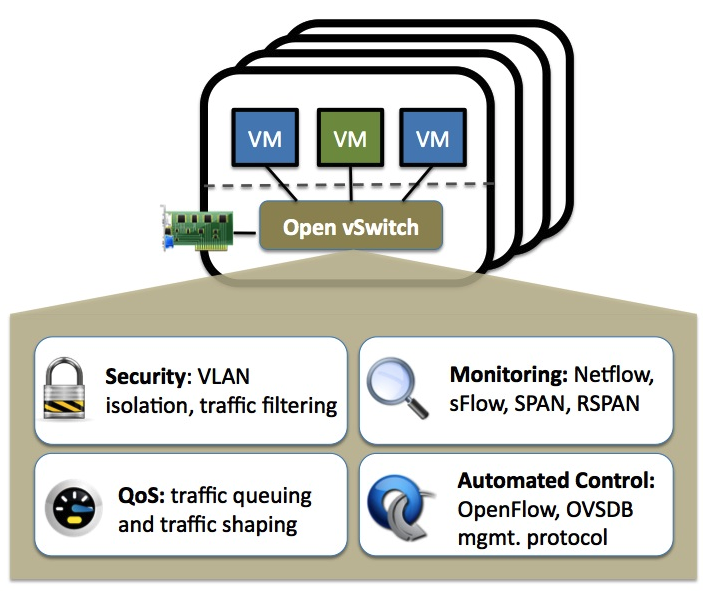 VM
VM
VM
Open vSwitch
Security: VLAN
isolation, traffic filtering
Monitoring: Netflow,
sFlow, SPAN, RSPAN
QoS: traffic queuing
and traffic shaping
Automated Control:
OpenFlow, OVSDB
mgmt. protocol